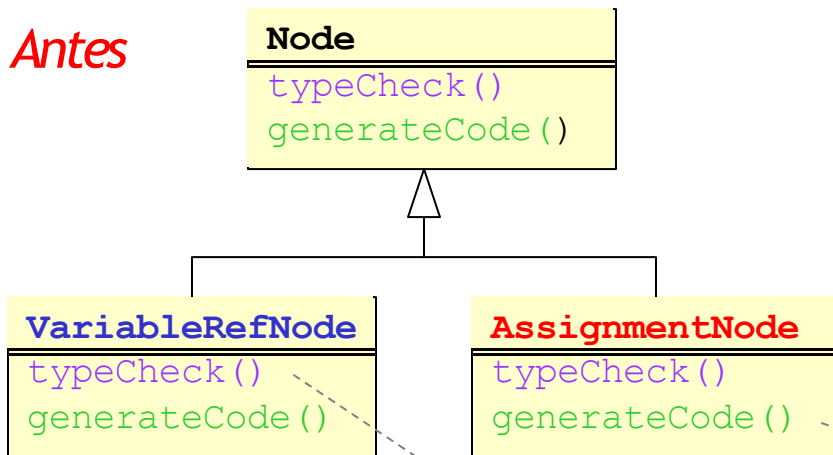 Antes
Node
typeCheck()
generateCode()
VariableRefNode
typeCheck()
generateCode()
AssignmentNode
typeCheck()
generateCode()